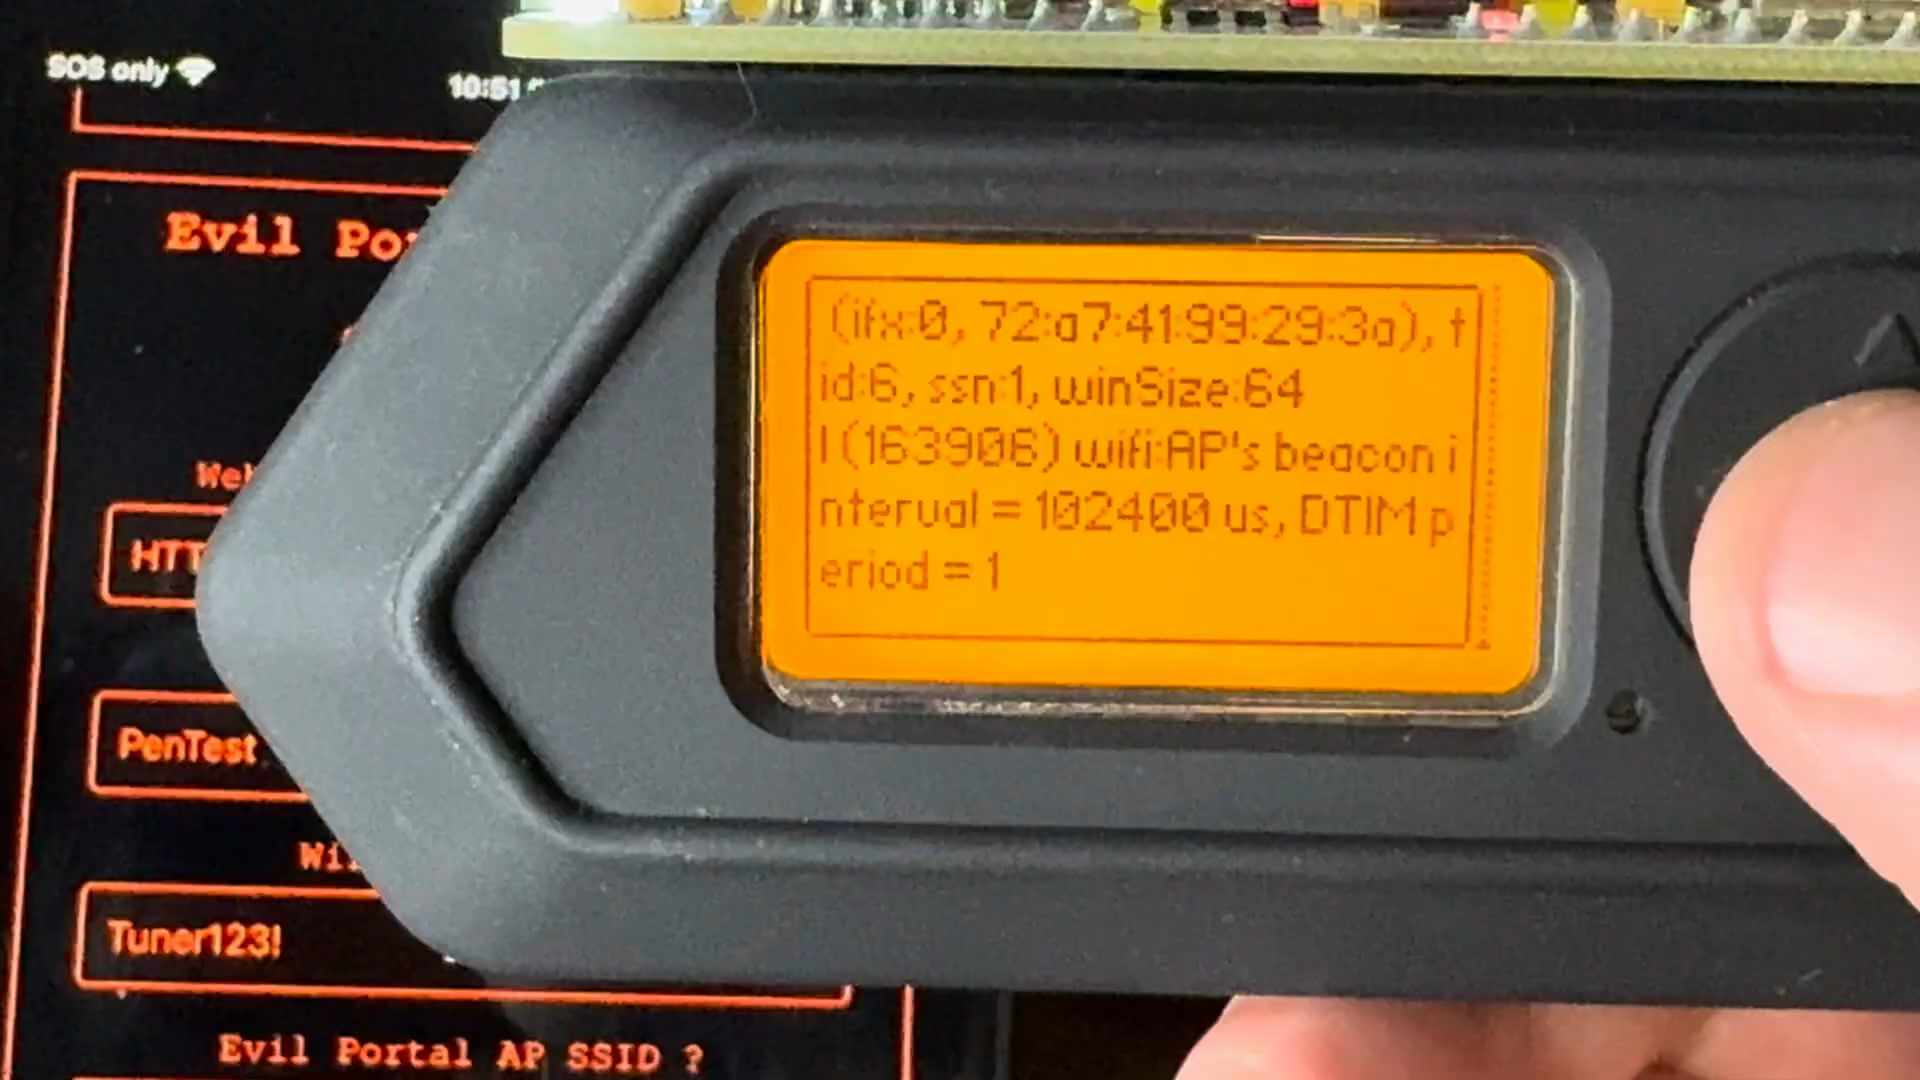 SOS only
10:51
Evil Po
We
HTT
PenTest
Wi
Tuner123!
Evil Portal AP SSID ?
(ifx:0, 72:a7:41:99:29:3a), t
id:6, ssn:1, winSize:64
I (163906) wifi:AP's beacon i
nterval = 102400 us, DTIM p
eriod = 1